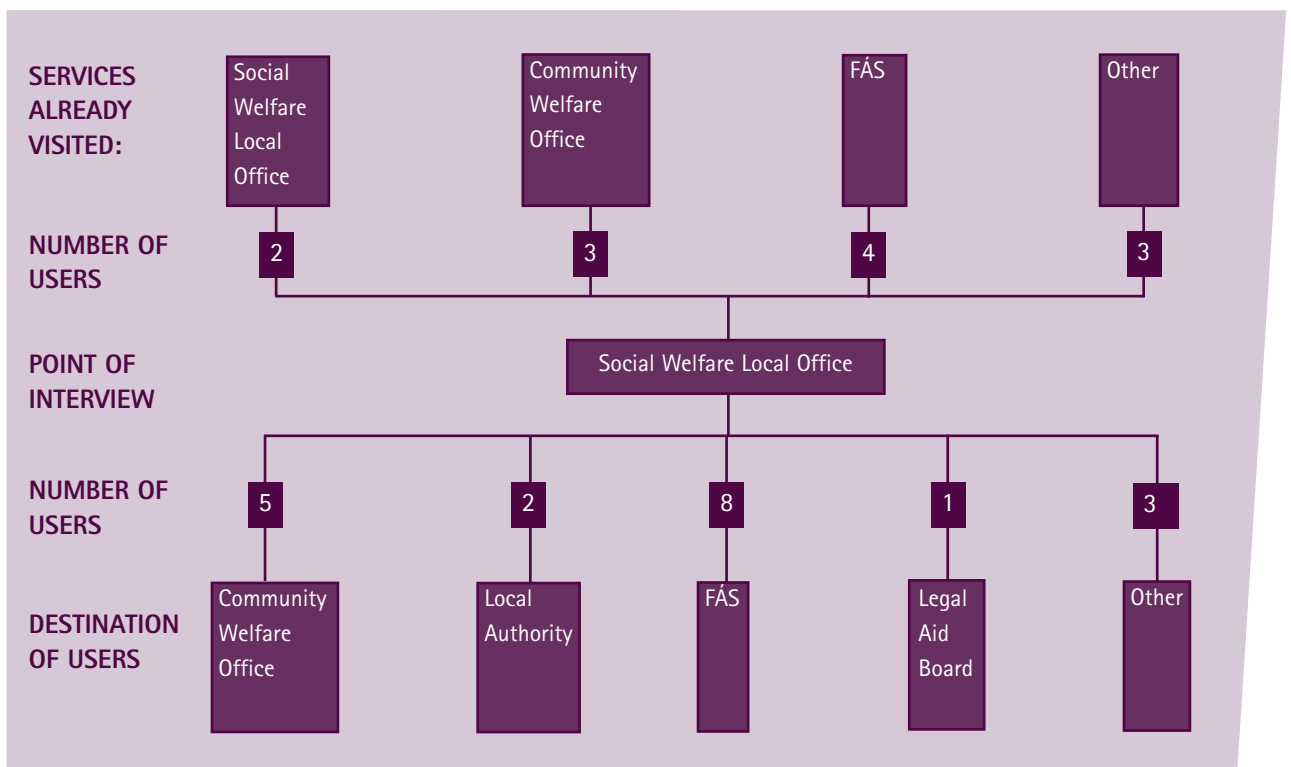 SERVICES
ALREADY
VISITED:
Social
Welfare
Local
Office
Community
Welfare
Office
FÁS
Other
NUMBER OF
USERS
2
3
4
3
POINT OF
INTERVIEW
Social Welfare Local Office
NUMBER OF
USERS
5
2
8
1
3
DESTINATION
OF USERS
Community
Welfare
Office
Local
Authority
FÁS
Legal
Aid
Board
Other